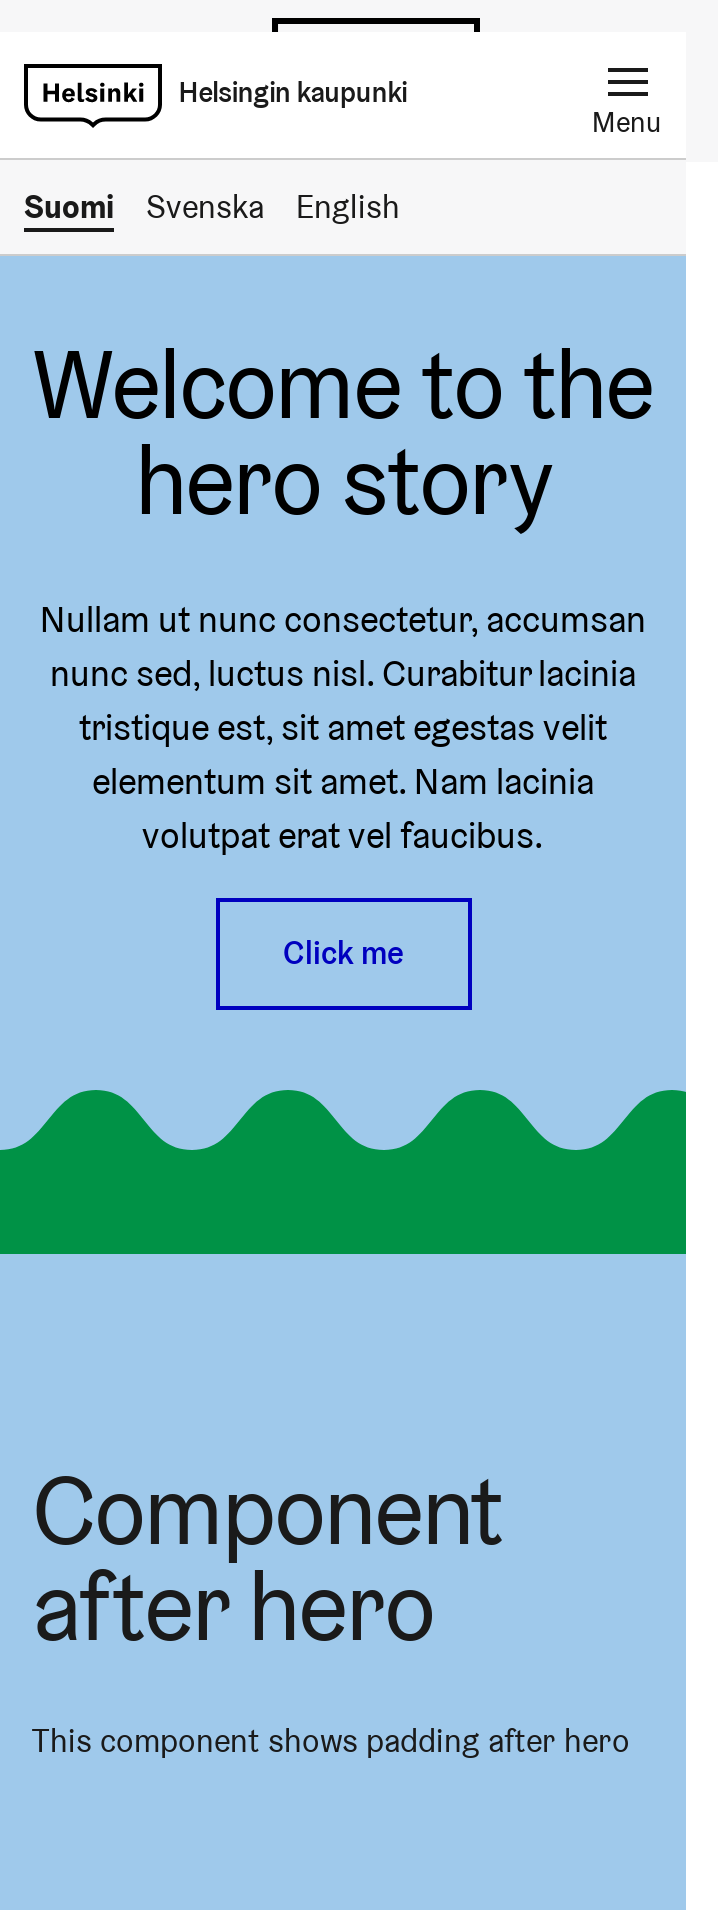 Helsinki
Helsingin kaupunki
Menu
Suomi Svenska English
Welcome to the
hero story
Nullam ut nunc consectetur, accumsan
nunc sed, luctus nisl. Curabitur lacinia
tristique est, sit amet egestas velit
elementum sit amet. Nam lacinia
volutpat erat vel faucibus.
Click me
Component
after hero
This component shows padding after hero